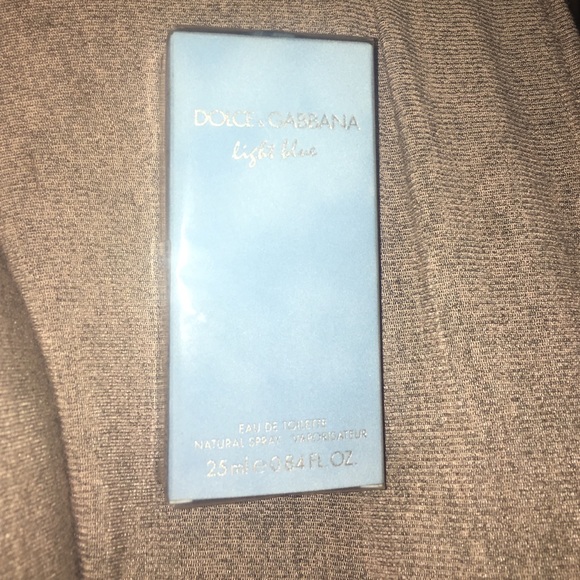 DOLCE & GABBANA
light blue
EAU DE TOILETTE
NATURAL SPRAY VAPORISATEUR
25ml ℮ 0.84 FL. OZ.